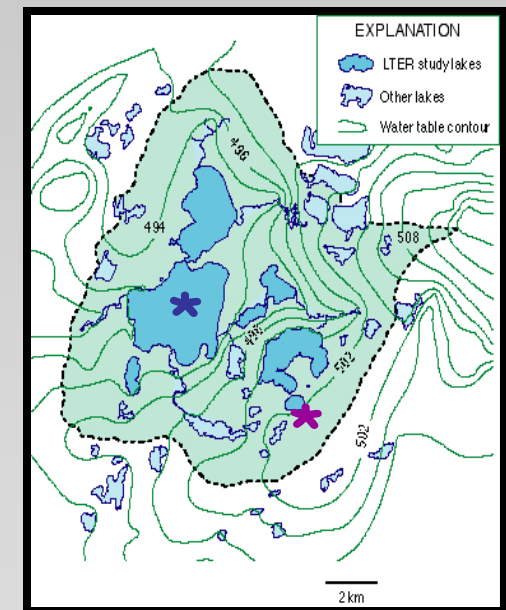 EXPLANATION
LTER study lakes
Other lakes
Water table contour
496
494
508
498
502
502
2 km